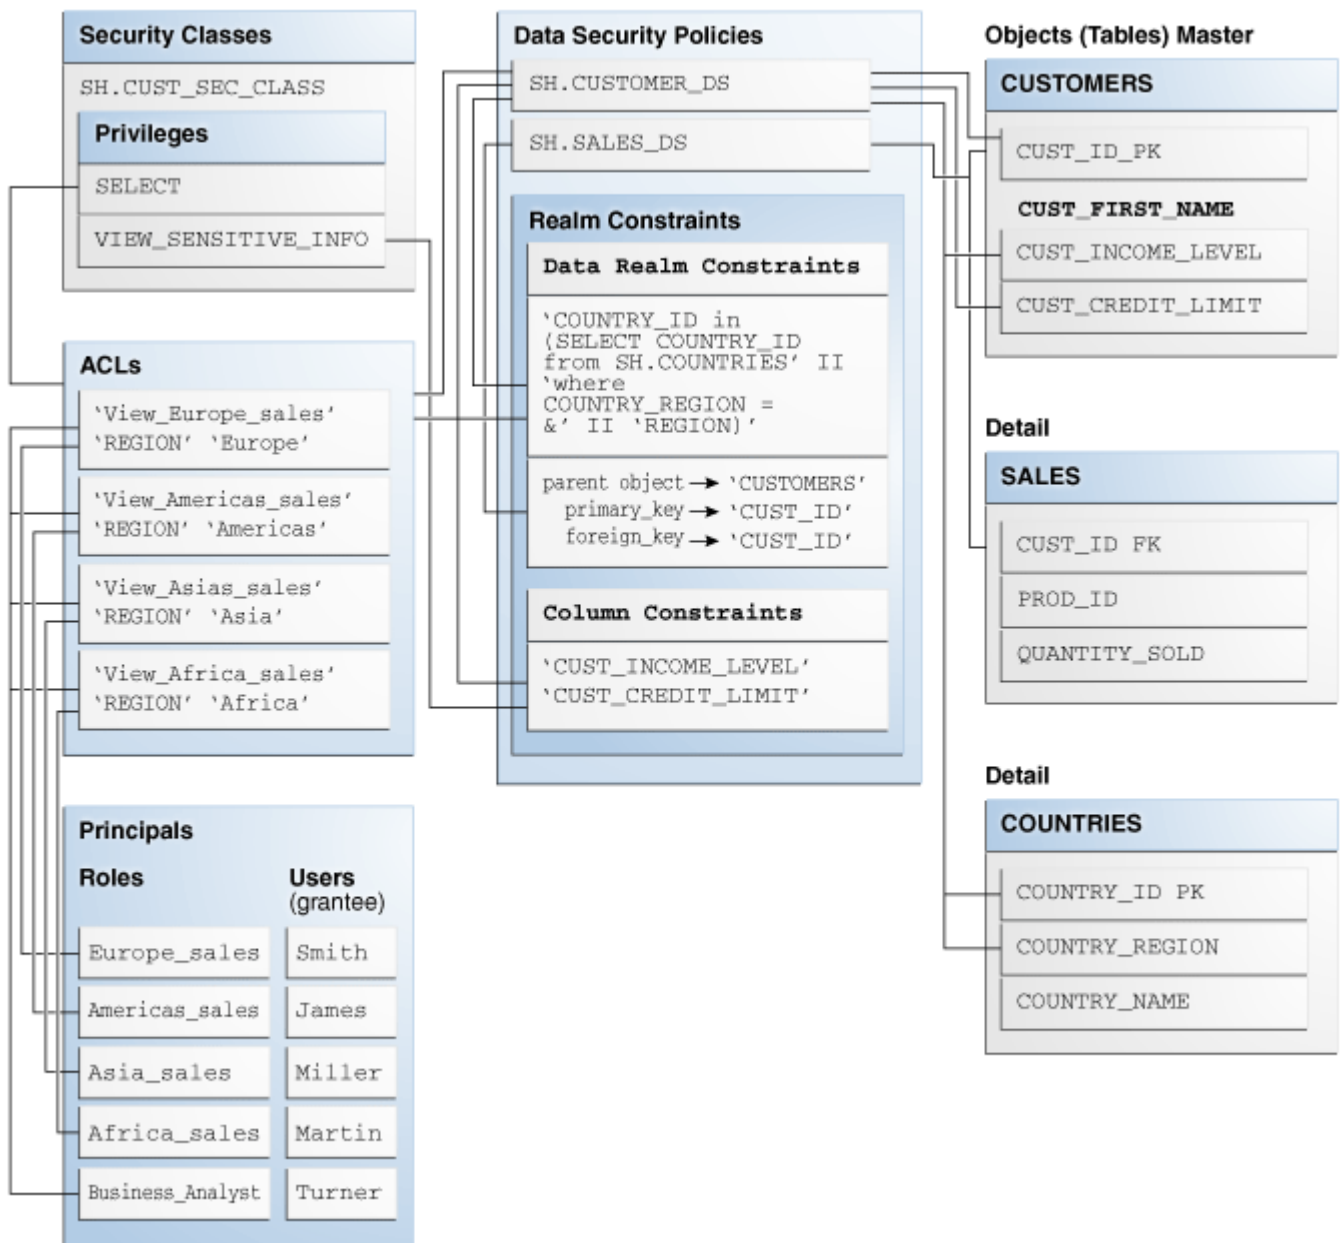 Security Classes
SH.CUST_SEC_CLASS
Privileges
SELECT
VIEW_SENSITIVE_INFO
ACLs
‘View_Europe_sales’
‘REGION’ ‘Europe’
‘View_Americas_sales’
‘REGION’ ‘Americas’
‘View_Asias_sales’
‘REGION’ ‘Asia’
‘View_Africa_sales’
‘REGION’ ‘Africa’
Principals
Roles
Users
(grantee)
Europe_sales
Smith
Americas_sales
James
Asia_sales
Miller
Africa_sales
Martin
Business_Analyst
Turner
Data Security Policies
SH.CUSTOMER_DS
SH.SALES_DS
Realm Constraints
Data Realm Constraints
‘COUNTRY_ID in
(SELECT COUNTRY_ID
from SH.COUNTRIES’ II
‘where
COUNTRY_REGION =
&’ II ‘REGION)’
parent object → ‘CUSTOMERS’
primary_key → ‘CUST_ID’
foreign_key → ‘CUST_ID’
Column Constraints
‘CUST_INCOME_LEVEL’
‘CUST_CREDIT_LIMIT’
Objects (Tables) Master
CUSTOMERS
CUST_ID_PK
CUST_FIRST_NAME
CUST_INCOME_LEVEL
CUST_CREDIT_LIMIT
Detail
SALES
CUST_ID FK
PROD_ID
QUANTITY_SOLD
Detail
COUNTRIES
COUNTRY_ID PK
COUNTRY_REGION
COUNTRY_NAME